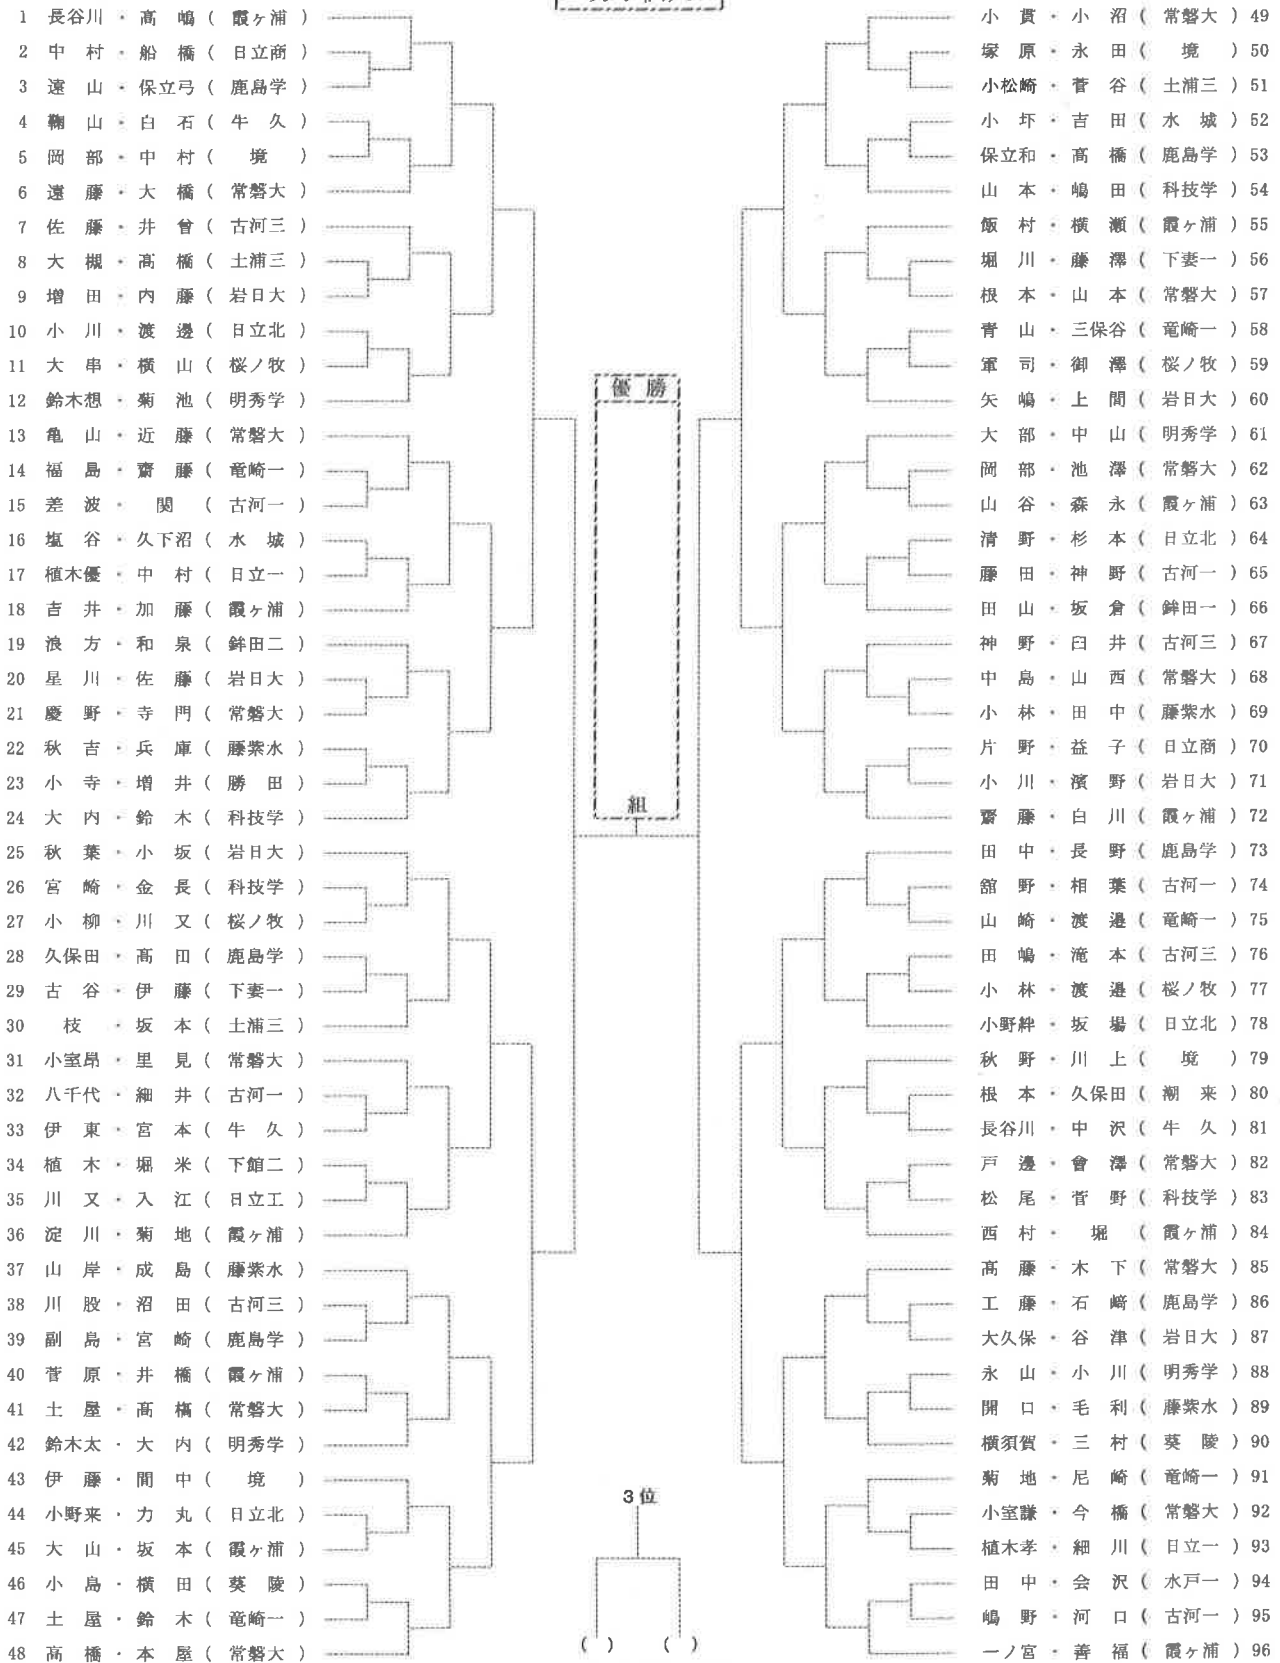 1 長谷川・髙嶋（霞ヶ浦）
2 中村・船橋（日立商）
3 遠山・保立弓（鹿島学）
4 鞠山・白石（牛久）
5 岡部・中村（境）
6 遠藤・大橋（常磐大）
7 佐藤・井曾（古河三）
8 大槻・髙橋（土浦三）
9 増田・内藤（岩日大）
10 小川・渡邊（日立北）
11 大串・横山（桜ノ牧）
12 鈴木想・菊池（明秀学）
13 亀山・近藤（常磐大）
14 福島・齋藤（竜崎一）
15 差波・関（古河一）
16 塩谷・久下沼（水城）
17 植木優・中村（日立一）
18 吉井・加藤（霞ヶ浦）
19 浪方・和泉（鉾田二）
20 星川・佐藤（岩日大）
21 慶野・寺門（常磐大）
22 秋吉・兵庫（藤紫水）
23 小寺・増井（勝田）
24 大内・鈴木（科技学）
25 秋葉・小坂（岩日大）
26 宮崎・金長（科技学）
27 小柳・川又（桜ノ牧）
28 久保田・髙田（鹿島学）
29 古谷・伊藤（下妻一）
30 枝・坂本（土浦三）
31 小室昂・里見（常磐大）
32 八千代・細井（古河一）
33 伊東・宮本（牛久）
34 植木・堀米（下館二）
35 川又・入江（日立工）
36 淀川・菊地（霞ヶ浦）
37 山岸・成島（藤紫水）
38 川股・沼田（古河三）
39 副島・宮崎（鹿島学）
40 菅原・井橋（霞ヶ浦）
41 土屋・髙橋（常磐大）
42 鈴木太・大内（明秀学）
43 伊藤・間中（境）
44 小野来・力丸（日立北）
45 大山・坂本（霞ヶ浦）
46 小島・横田（葵陵）
47 土屋・鈴木（竜崎一）
48 髙橋・本屋（常磐大）
優勝
組
3位
（　）（　）
小貫・小沼（常磐大）49
塚原・永田（境）50
小松崎・菅谷（土浦三）51
小坏・吉田（水城）52
保立和・髙橋（鹿島学）53
山本・嶋田（科技学）54
飯村・横瀬（霞ヶ浦）55
堀川・藤澤（下妻一）56
根本・山本（常磐大）57
青山・三保谷（竜崎一）58
軍司・御澤（桜ノ牧）59
矢嶋・上間（岩日大）60
大部・中山（明秀学）61
岡部・池澤（常磐大）62
山谷・森永（霞ヶ浦）63
清野・杉本（日立北）64
藤田・神野（古河一）65
田山・坂倉（鉾田一）66
神野・臼井（古河三）67
中島・山西（常磐大）68
小林・田中（藤紫水）69
片野・益子（日立商）70
小川・濱野（岩日大）71
齋藤・白川（霞ヶ浦）72
田中・長野（鹿島学）73
舘野・相葉（古河一）74
山崎・渡邉（竜崎一）75
田嶋・滝本（古河三）76
小林・渡邉（桜ノ牧）77
小野絆・坂場（日立北）78
秋野・川上（境）79
根本・久保田（潮来）80
長谷川・中沢（牛久）81
戸邊・會澤（常磐大）82
松尾・菅野（科技学）83
西村・堀（霞ヶ浦）84
髙藤・木下（常磐大）85
工藤・石﨑（鹿島学）86
大久保・谷津（岩日大）87
永山・小川（明秀学）88
開口・毛利（藤紫水）89
横須賀・三村（葵陵）90
菊地・尼崎（竜崎一）91
小室謙・今橋（常磐大）92
植木孝・細川（日立一）93
田中・会沢（水戸一）94
嶋野・河口（古河一）95
一ノ宮・善福（霞ヶ浦）96